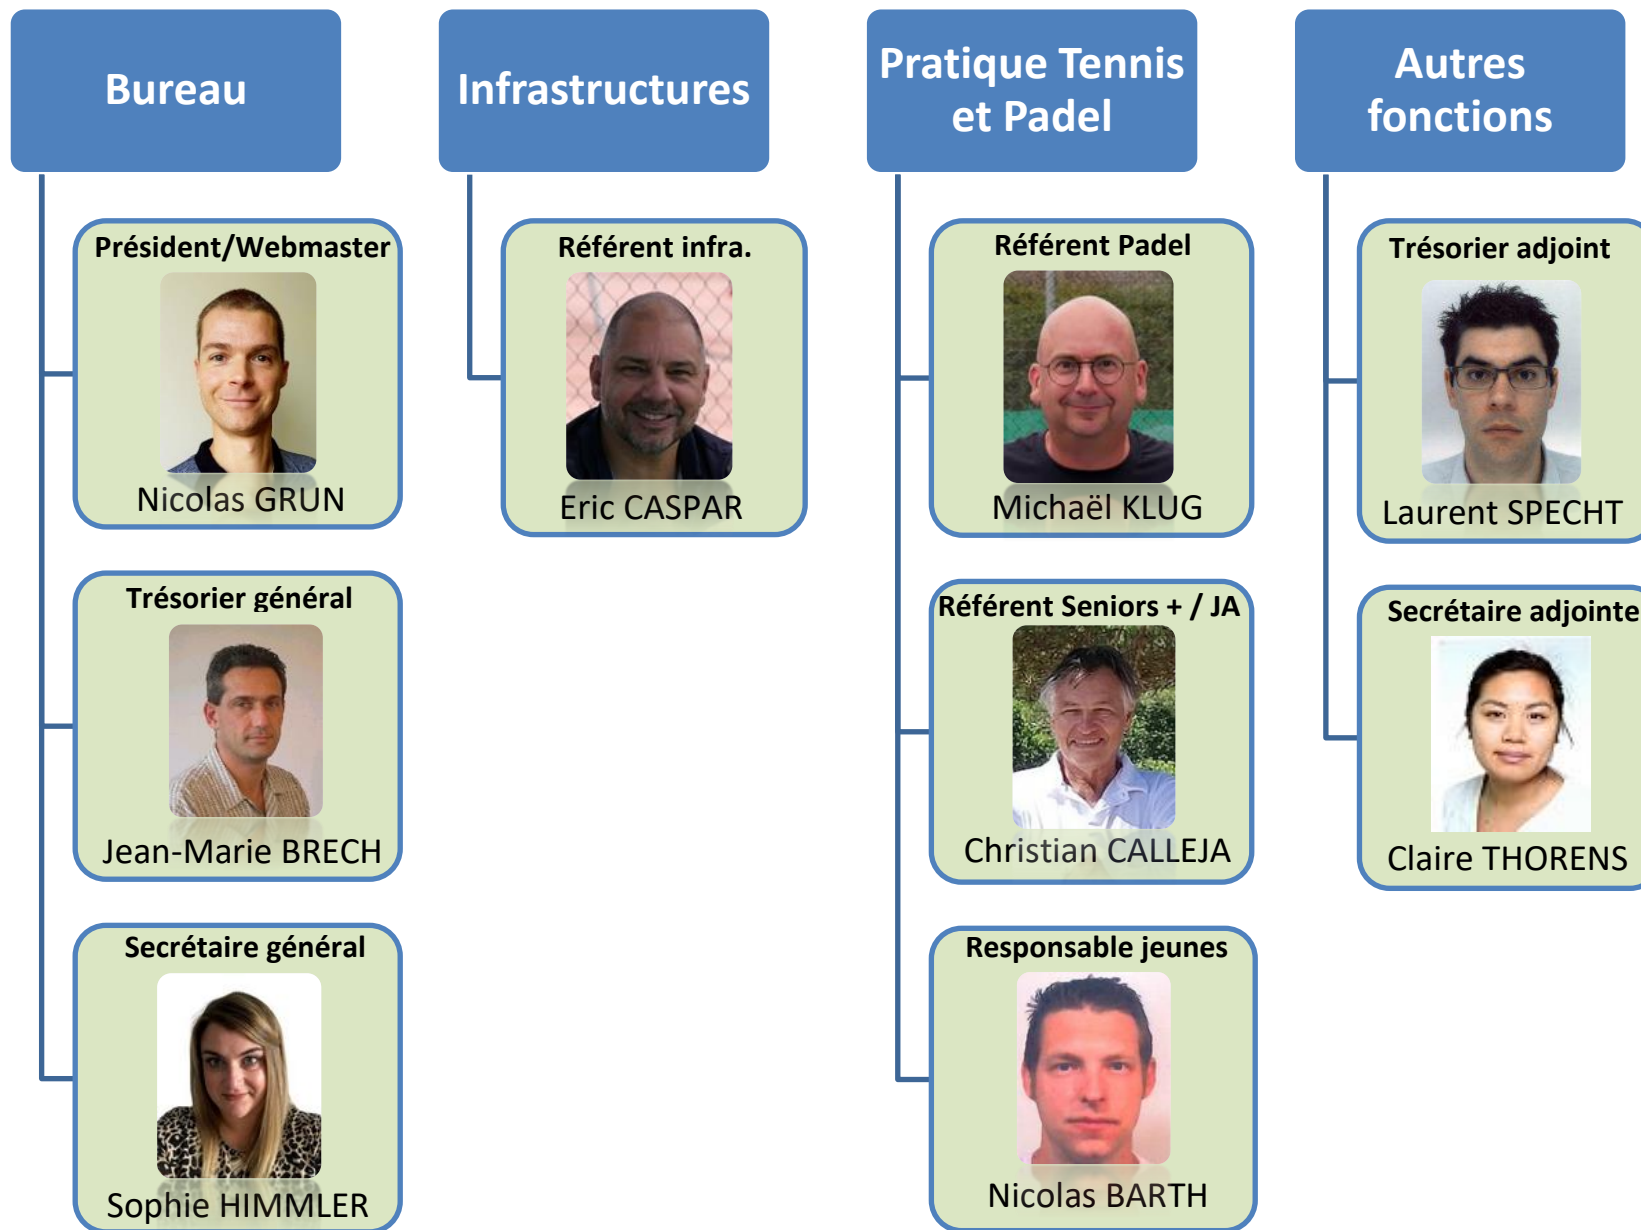 Bureau
Président/Webmaster
Nicolas GRUN
Trésorier général
Jean-Marie BRECH
Secrétaire général
Sophie HIMMLER
Infrastructures
Référent infra.
Eric CASPAR
Pratique Tennis
et Padel
Référent Padel
Michaël KLUG
Référent Seniors + / JA
Christian CALLEJA
Responsable jeunes
Nicolas BARTH
Autres
fonctions
Trésorier adjoint
Laurent SPECHT
Secrétaire adjointe
Claire THORENS